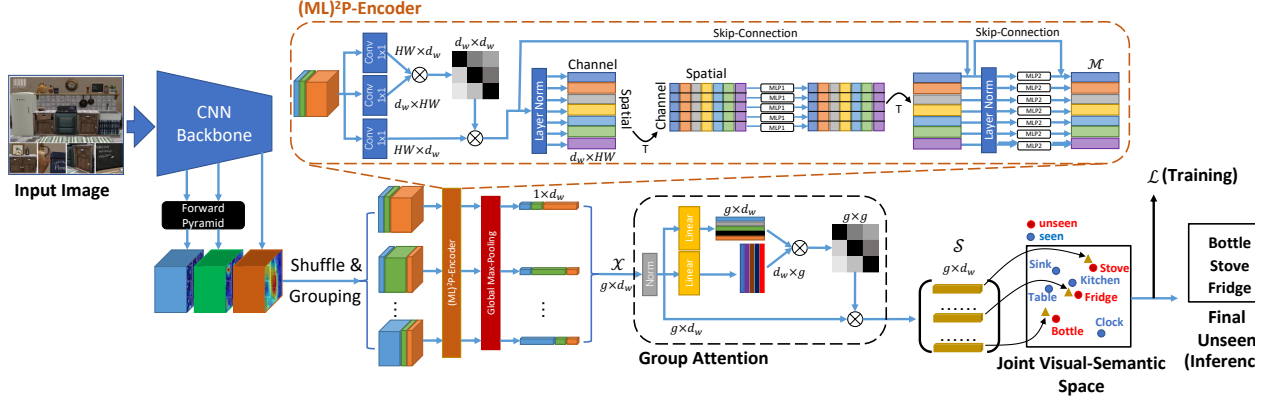 (ML)²P-Encoder
Conv 1x1
Conv 1x1
Conv 1x1
HW×d_w
d_w×HW
HW×d_w
d_w×d_w
Skip-Connection
Skip-Connection
Layer Norm
Channel
Spatial
d_w×HW
T
Spatial
Channel
MLP1
MLP1
MLP1
MLP1
MLP1
T
Layer Norm
MLP2
MLP2
MLP2
MLP2
MLP2
MLP2
MLP2
ℳ
CNN
Backbone
Input Image
Forward
Pyramid
Shuffle &
Grouping
(ML)²P-Encoder
Global Max-Pooling
1×d_w
...
...
𝒳
g×d_w
Norm
Linear
Linear
g×d_w
d_w×g
g×g
g×d_w
Group Attention
𝒮
g×d_w
......
......
unseen
seen
Sink
Stove
Kitchen
Table
Fridge
Bottle
Clock
Joint Visual-Semantic
Space
ℒ(Training)
Bottle
Stove
Fridge
Final
Unseen
(Inferenc